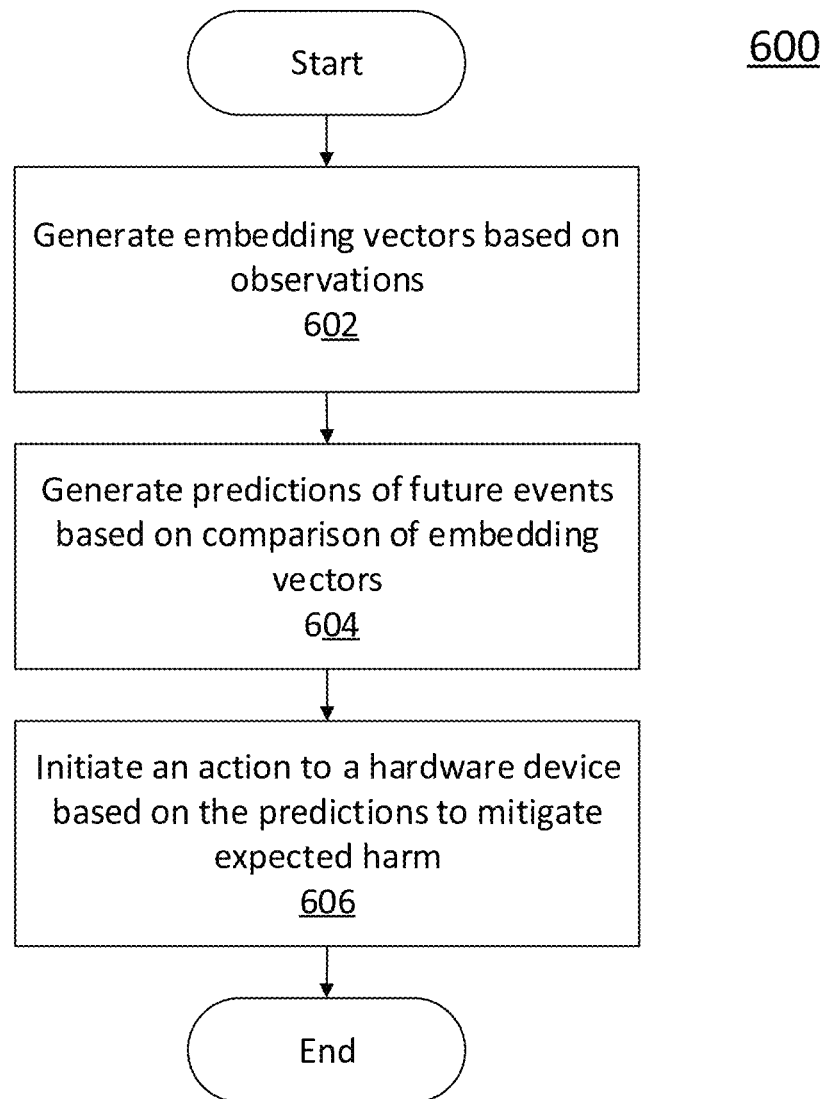 600
Start
Generate embedding vectors based on
observations
602
Generate predictions of future events
based on comparison of embedding
vectors
604
Initiate an action to a hardware device
based on the predictions to mitigate
expected harm
606
End